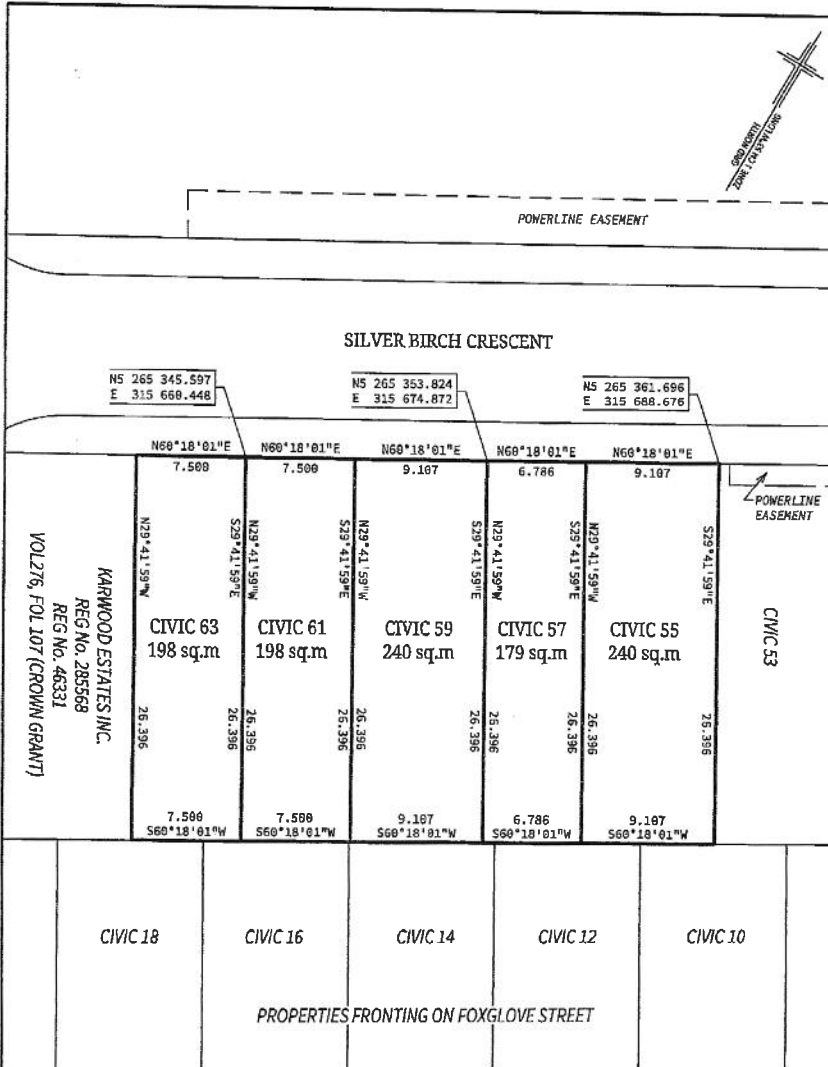 GRID NORTH
ZONE 1 CM 53°W LONG
POWERLINE EASEMENT
SILVER BIRCH CRESCENT
N5 265 345.597
E 315 660.448
N5 265 353.824
E 315 674.872
N5 265 361.696
E 315 688.676
N60°18'01"E
N60°18'01"E
N60°18'01"E
N60°18'01"E
N60°18'01"E
7.500
7.500
9.107
6.786
9.107
POWERLINE
EASEMENT
N29°41'59"W
S29°41'59"E
N29°41'59"W
S29°41'59"E
N29°41'59"W
S29°41'59"E
N29°41'59"W
S29°41'59"E
N29°41'59"W
S29°41'59"E
KARWOOD ESTATES INC.
REG No. 285568
REG No. 46331
VOL276, FOL 107 (CROWN GRANT)
CIVIC 63
198 sq.m
CIVIC 61
198 sq.m
CIVIC 59
240 sq.m
CIVIC 57
179 sq.m
CIVIC 55
240 sq.m
CIVIC 53
26.396
26.396
26.396
26.396
26.396
26.396
26.396
26.396
26.396
26.396
7.500
S60°18'01"W
7.500
S60°18'01"W
9.107
S60°18'01"W
6.786
S60°18'01"W
9.107
S60°18'01"W
CIVIC 18
CIVIC 16
CIVIC 14
CIVIC 12
CIVIC 10
PROPERTIES FRONTING ON FOXGLOVE STREET